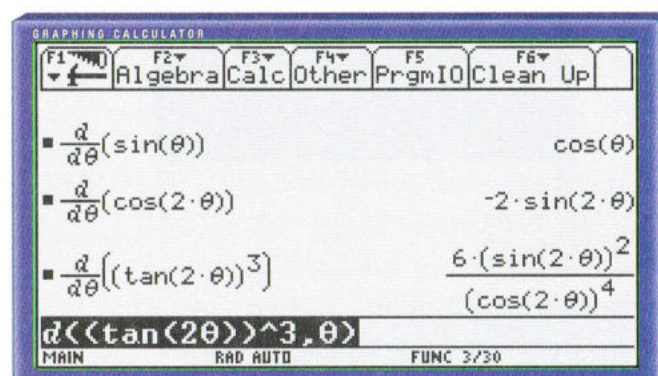 GRAPHING CALCULATOR
F1▼ F2▼ Algebra F3▼ Calc F4▼ Other F5 PrgmIO F6▼ Clean Up
▪ d/dθ(sin(θ)) cos(θ)
▪ d/dθ(cos(2·θ)) ⁻2·sin(2·θ)
▪ d/dθ((tan(2·θ))^3) 6·(sin(2·θ))^2/(cos(2·θ))^4
d((tan(2θ))^3,θ)
MAIN RAD AUTO FUNC 3/30